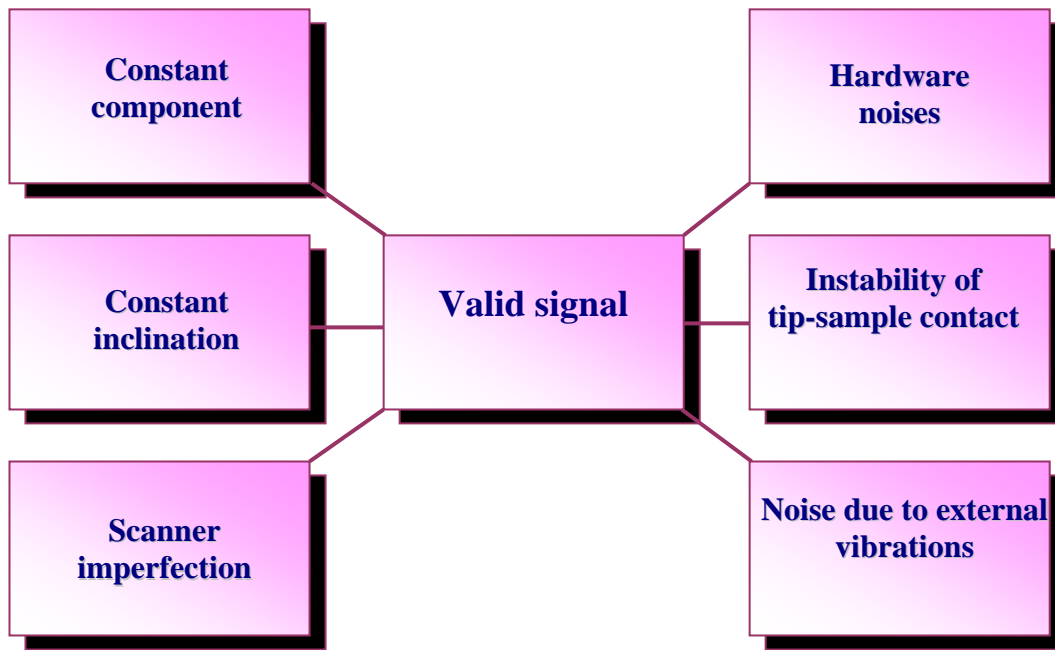 Constant
component
Hardware
noises
Constant
inclination
Valid signal
Instability of
tip-sample contact
Scanner
imperfection
Noise due to external
vibrations